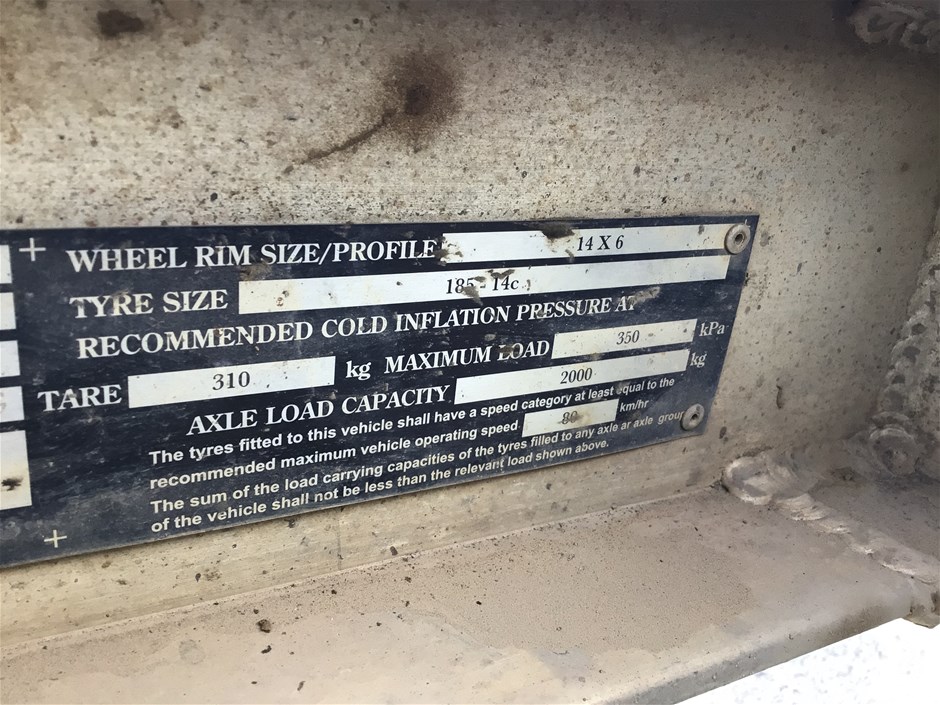 WHEEL RIM SIZE/PROFILE 14 X 6
TYRE SIZE 185 - 14c
RECOMMENDED COLD INFLATION PRESSURE AT
TARE 310 kg MAXIMUM LOAD 350 kPa
AXLE LOAD CAPACITY 2000 kg
The tyres fitted to this vehicle shall have a speed category at least equal to the
recommended maximum vehicle operating speed 80 km/hr
The sum of the load carrying capacities of the tyres filled to any axle ar axle group
of the vehicle shall not be less than the relevant load shown above.